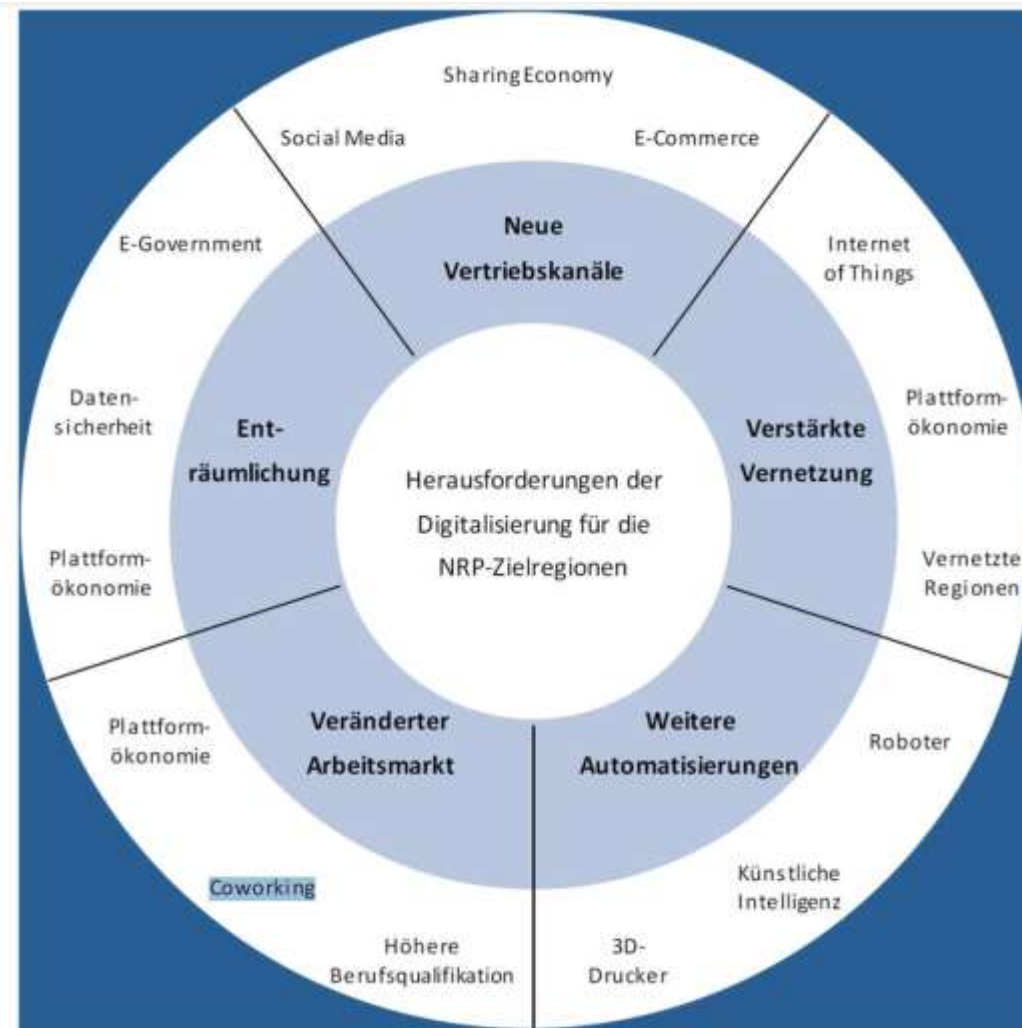 Sharing Economy
Social Media
E-Commerce
Neue
Vertriebskanäle
E-Government
Internet
of Things
Daten-
sicherheit
Ent-
räumlichung
Verstärkte
Vernetzung
Plattform-
ökonomie
Herausforderungen der
Digitalisierung für die
NRP-Zielregionen
Plattform-
ökonomie
Vernetzte
Regionen
Plattform-
ökonomie
Veränderter
Arbeitsmarkt
Weitere
Automatisierungen
Roboter
Coworking
Künstliche
Intelligenz
Höhere
Berufsqualifikation
3D-
Drucker